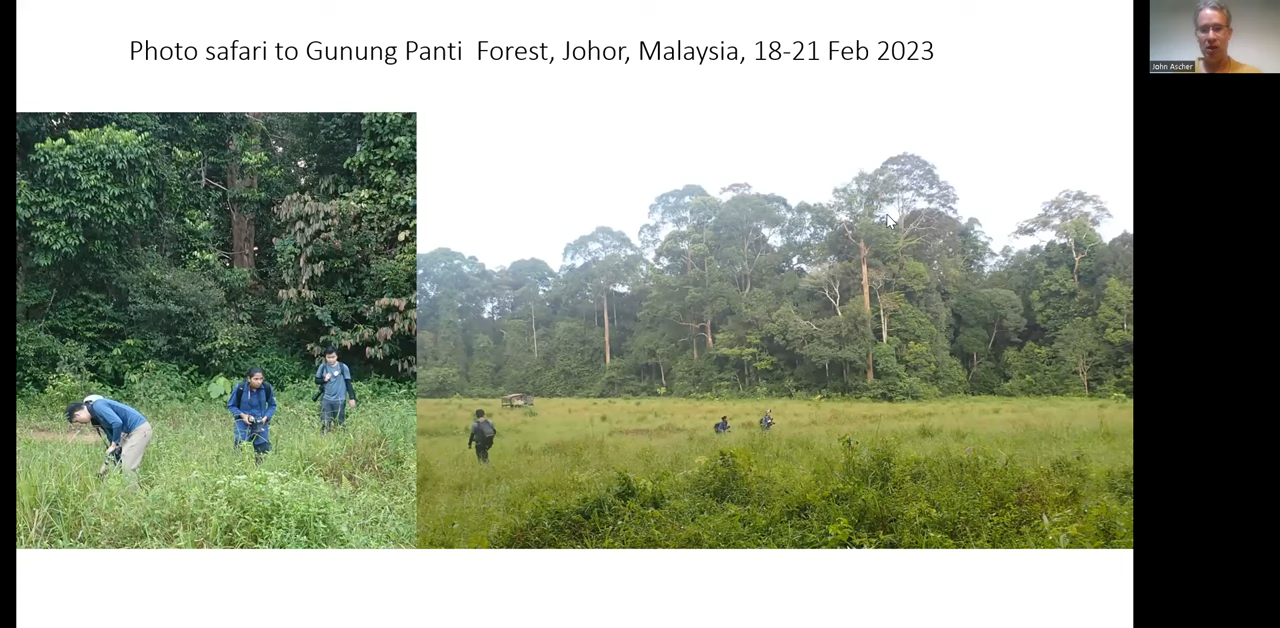 Photo safari to Gunung Panti  Forest, Johor, Malaysia, 18-21 Feb 2023
John Ascher